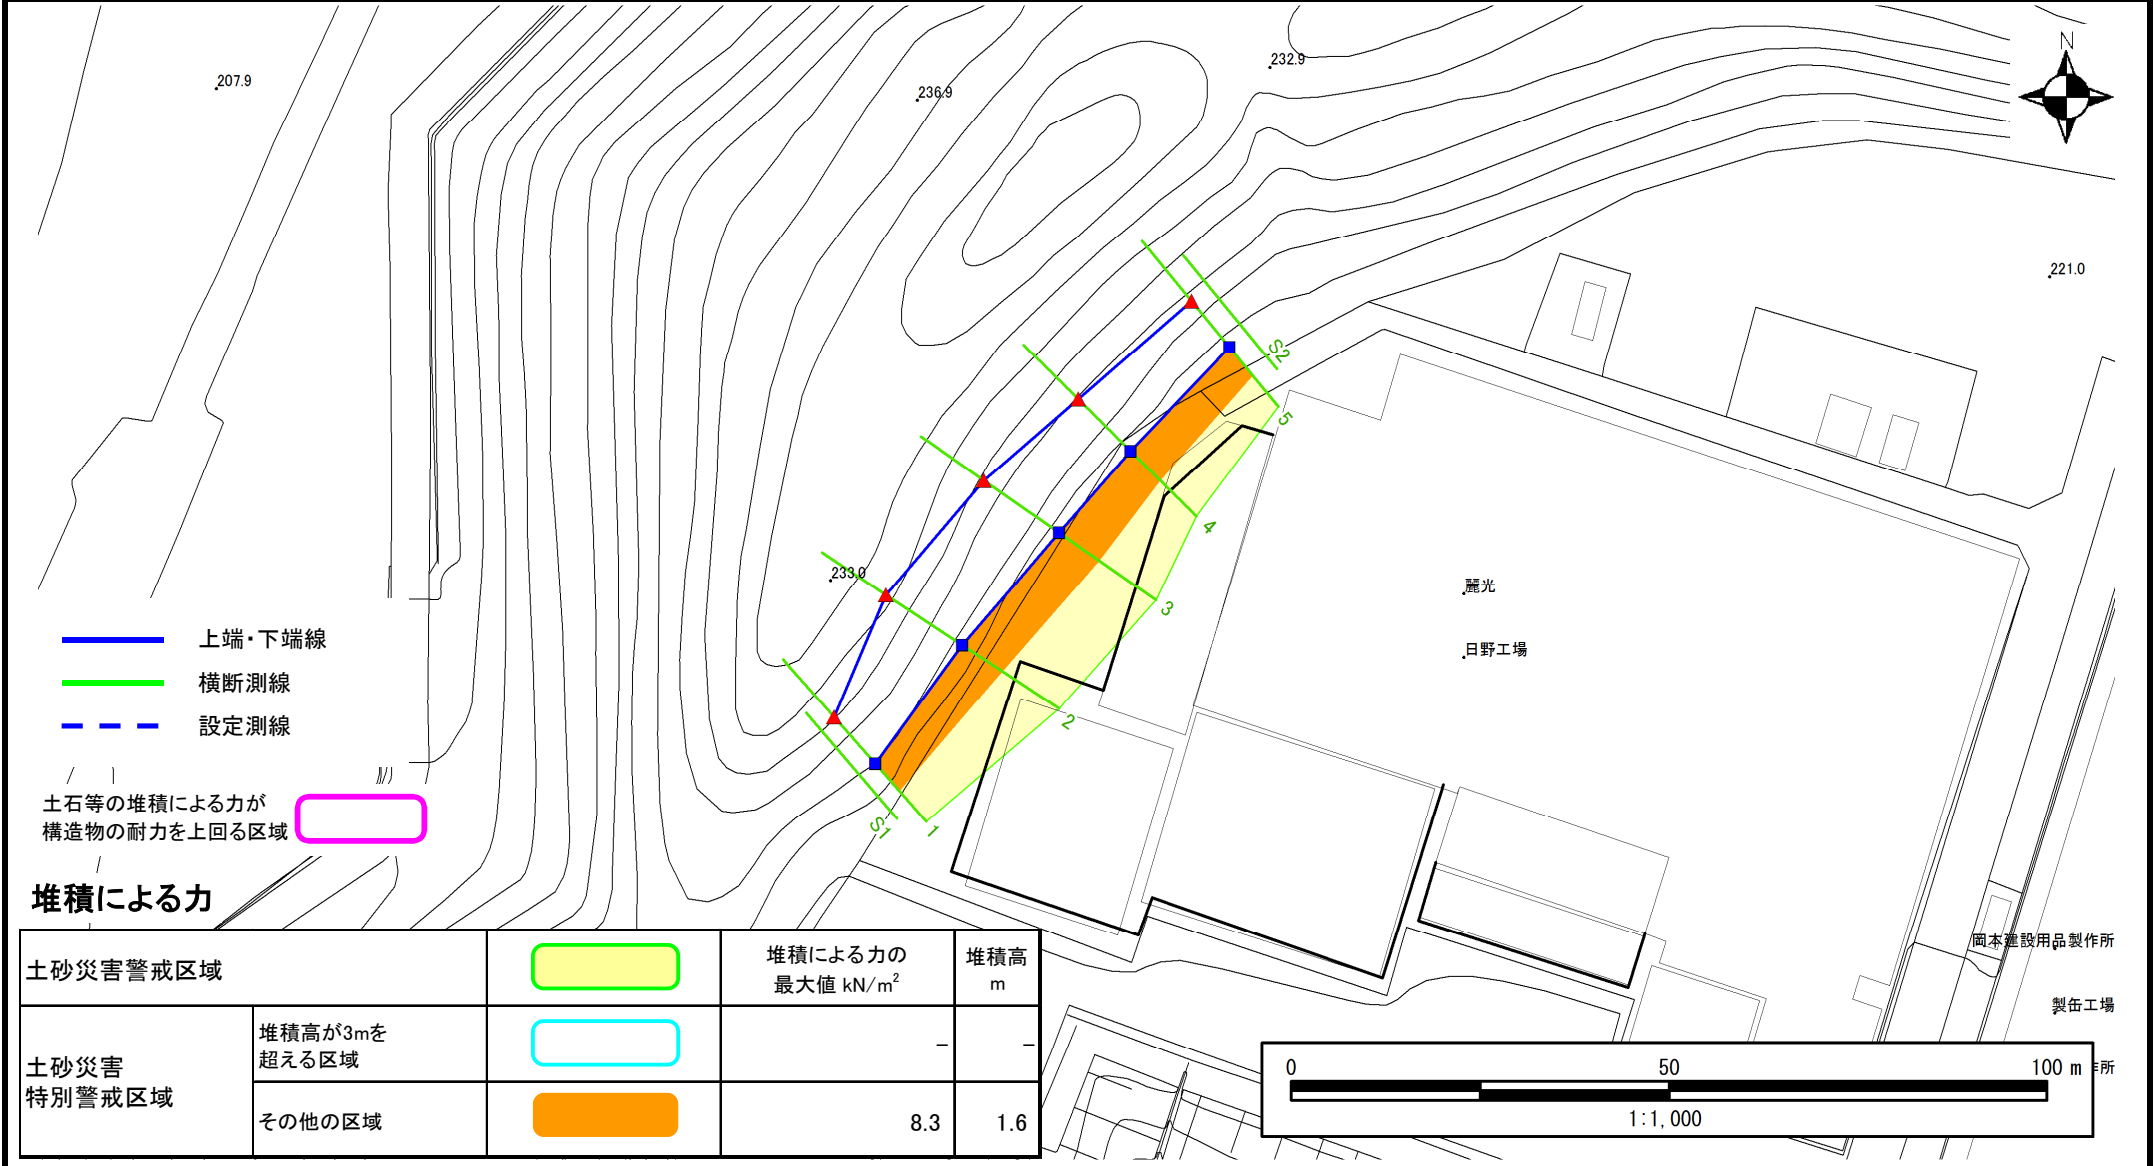 207.9
236.9
232.9
N
221.0
S2
5
4
233.0
麗光
3
上端・下端線
日野工場
横断測線
2
設定測線
土石等の堆積による力が
構造物の耐力を上回る区域
S1
1
堆積による力
岡本建設用品製作所
土砂災害警戒区域
堆積による力の
最大値 kN/m²
堆積高
m
製缶工場
土砂災害
特別警戒区域
堆積高が3mを
超える区域
－
－
0
50
100 m
作所
その他の区域
8.3
1.6
1:1,000